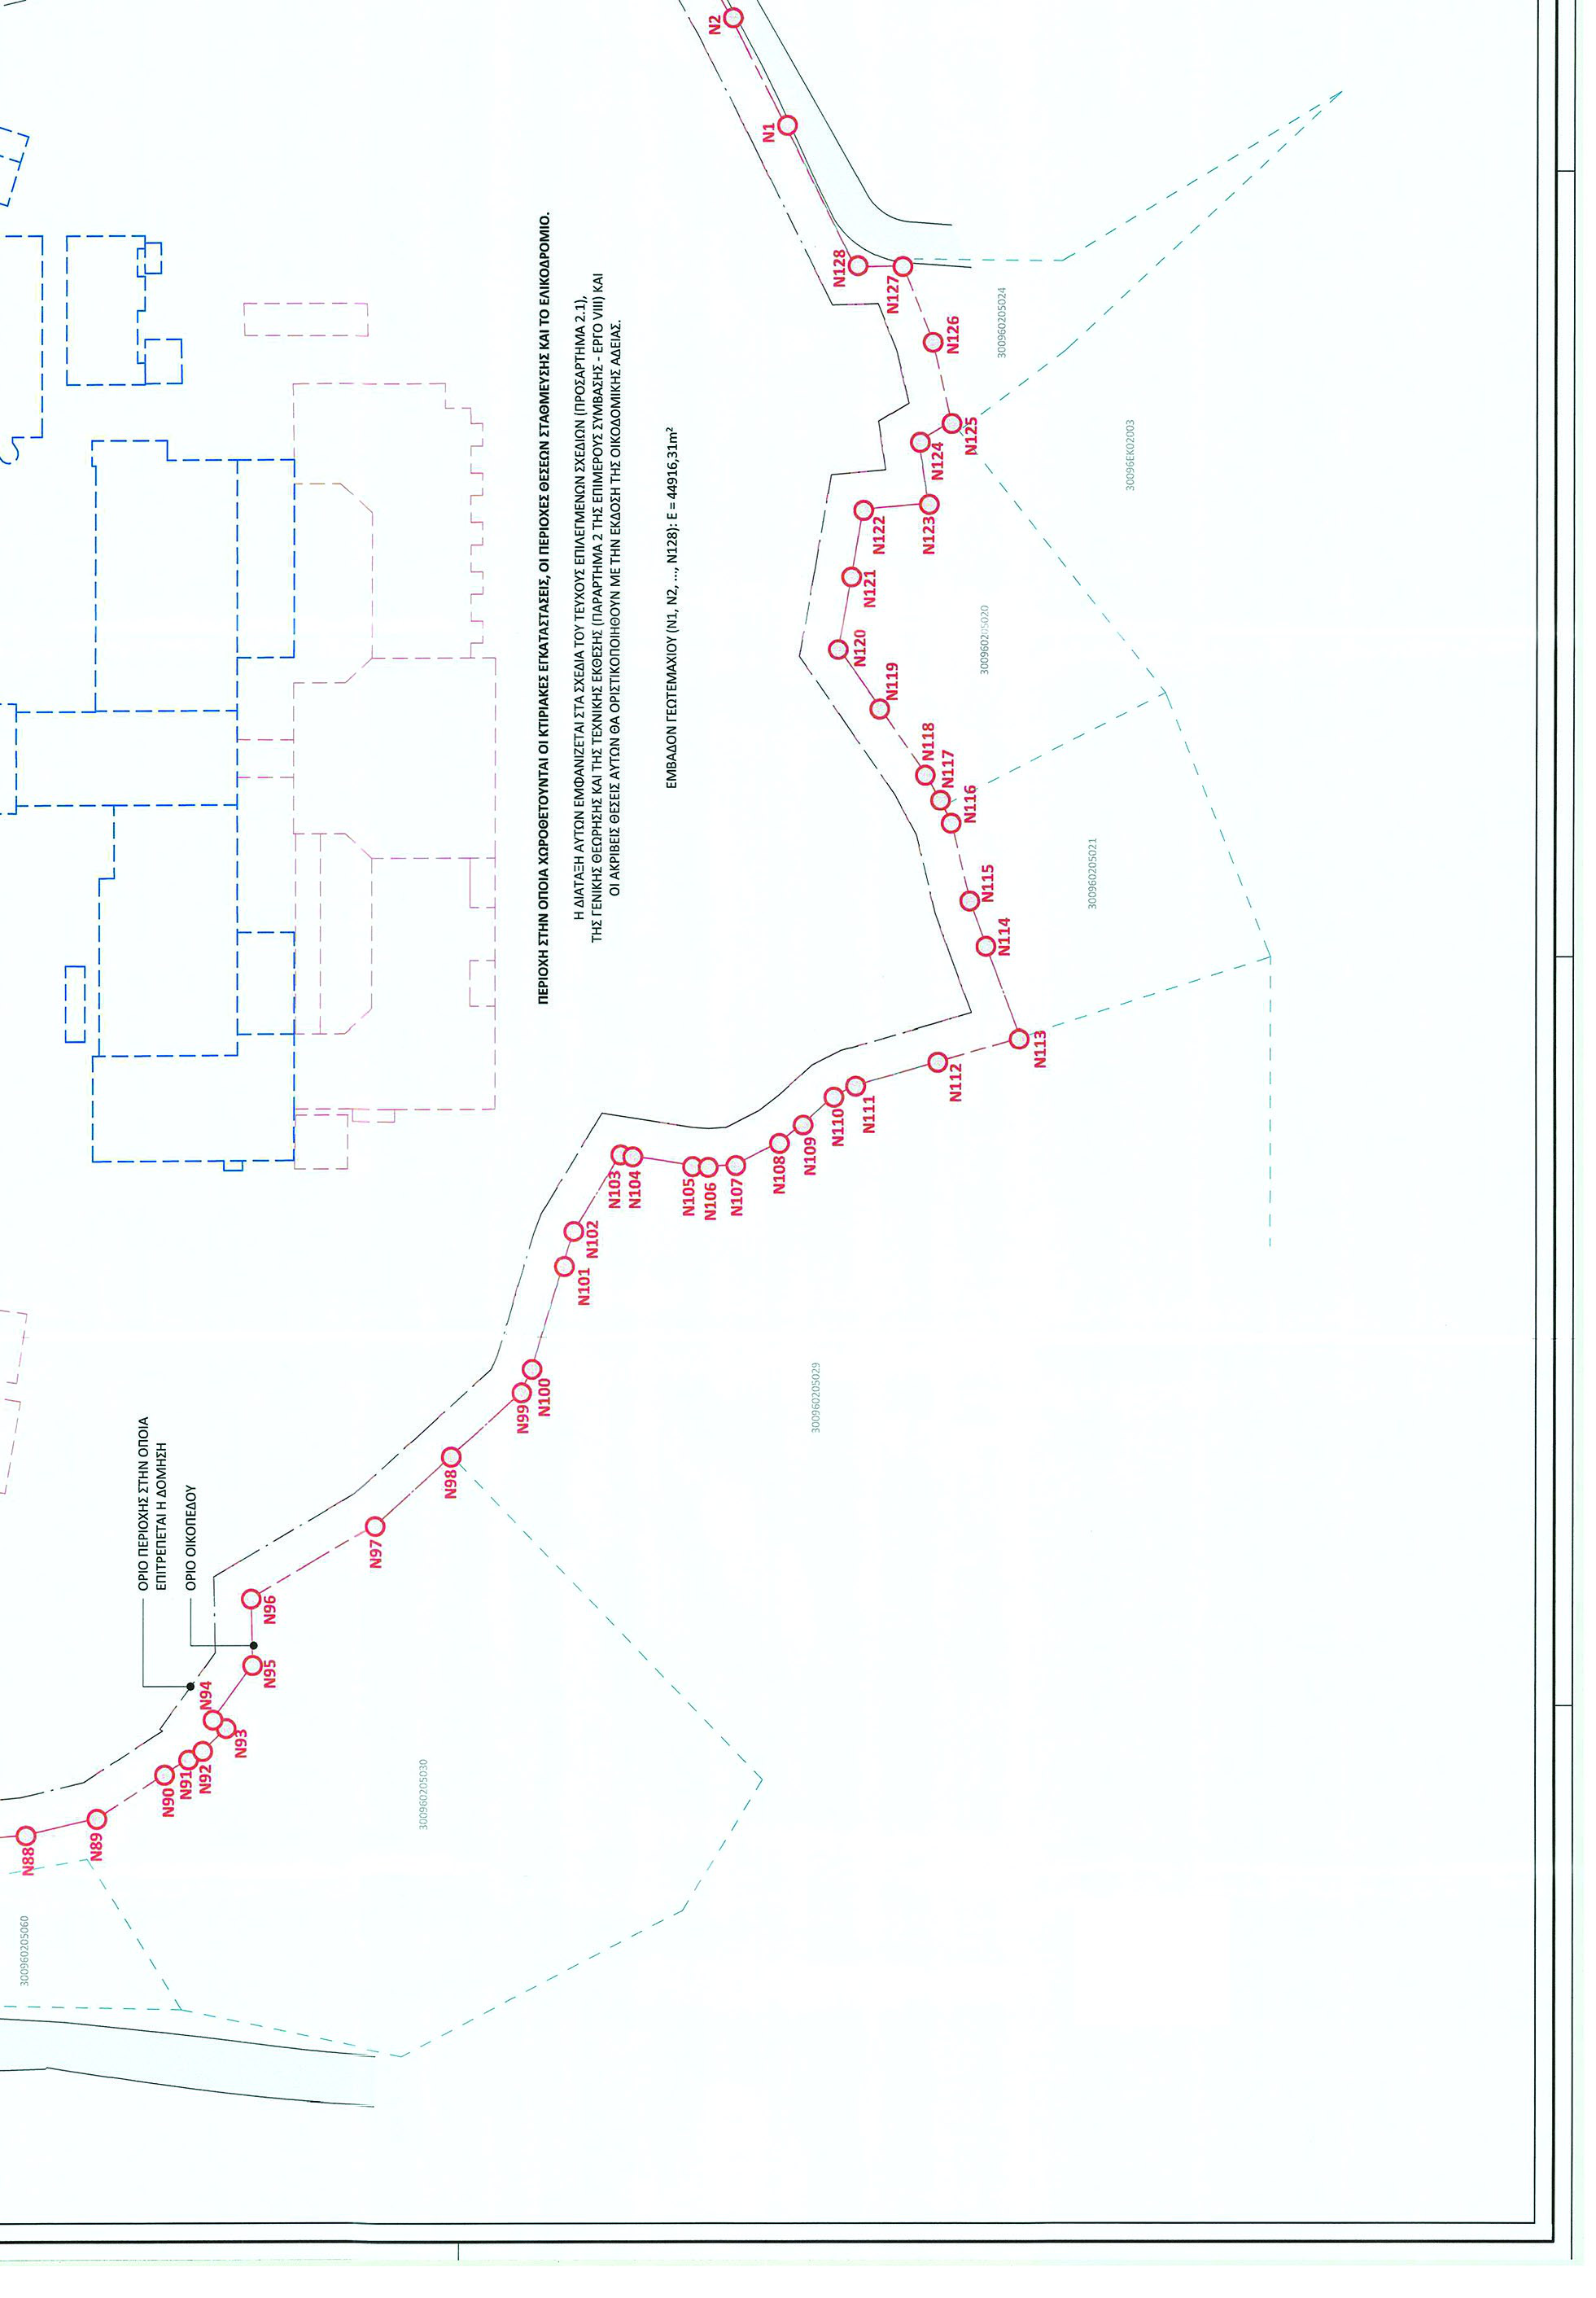 ΟΡΙΟ ΠΕΡΙΟΧΗΣ ΣΤΗΝ ΟΠΟΙΑ
ΕΠΙΤΡΕΠΕΤΑΙ Η ΔΟΜΗΣΗ
ΟΡΙΟ ΟΙΚΟΠΕΔΟΥ
ΠΕΡΙΟΧΗ ΣΤΗΝ ΟΠΟΙΑ ΧΩΡΟΘΕΤΟΥΝΤΑΙ ΟΙ ΚΤΙΡΙΑΚΕΣ ΕΓΚΑΤΑΣΤΑΣΕΙΣ, ΟΙ ΠΕΡΙΟΧΕΣ ΘΕΣΕΩΝ ΣΤΑΘΜΕΥΣΗΣ ΚΑΙ ΤΟ ΕΛΙΚΟΔΡΟΜΙΟ.
Η ΔΙΑΤΑΞΗ ΑΥΤΩΝ ΕΜΦΑΝΙΖΕΤΑΙ ΣΤΑ ΣΧΕΔΙΑ ΤΟΥ ΤΕΥΧΟΥΣ ΕΠΙΛΕΓΜΕΝΩΝ ΣΧΕΔΙΩΝ (ΠΡΟΣΑΡΤΗΜΑ 2.1),
ΤΗΣ ΓΕΝΙΚΗΣ ΘΕΩΡΗΣΗΣ ΚΑΙ ΤΗΣ ΤΕΧΝΙΚΗΣ ΕΚΘΕΣΗΣ (ΠΑΡΑΡΤΗΜΑ 2 ΤΗΣ ΕΠΙΜΕΡΟΥΣ ΣΥΜΒΑΣΗΣ - ΕΡΓΟ VIII) ΚΑΙ
ΟΙ ΑΚΡΙΒΕΙΣ ΘΕΣΕΙΣ ΑΥΤΩΝ ΘΑ ΟΡΙΣΤΙΚΟΠΟΙΗΘΟΥΝ ΜΕ ΤΗΝ ΕΚΔΟΣΗ ΤΗΣ ΟΙΚΟΔΟΜΙΚΗΣ ΑΔΕΙΑΣ.
ΕΜΒΑΔΟΝ ΓΕΩΤΕΜΑΧΙΟΥ (N1, N2, ..., N128): E = 44916,31m²
N88
N89
N90
N91
N92
N93
N94
N95
N96
N97
N98
N99
N100
N101
N102
N103
N104
N105
N106
N107
N108
N109
N110
N111
N112
N113
N114
N115
N116
N117
N118
N119
N120
N121
N122
N123
N124
N125
N126
N127
N128
N1
N2
300960205060
300960205030
300960205029
300960205021
300960205020
300960205024
30096EK02003